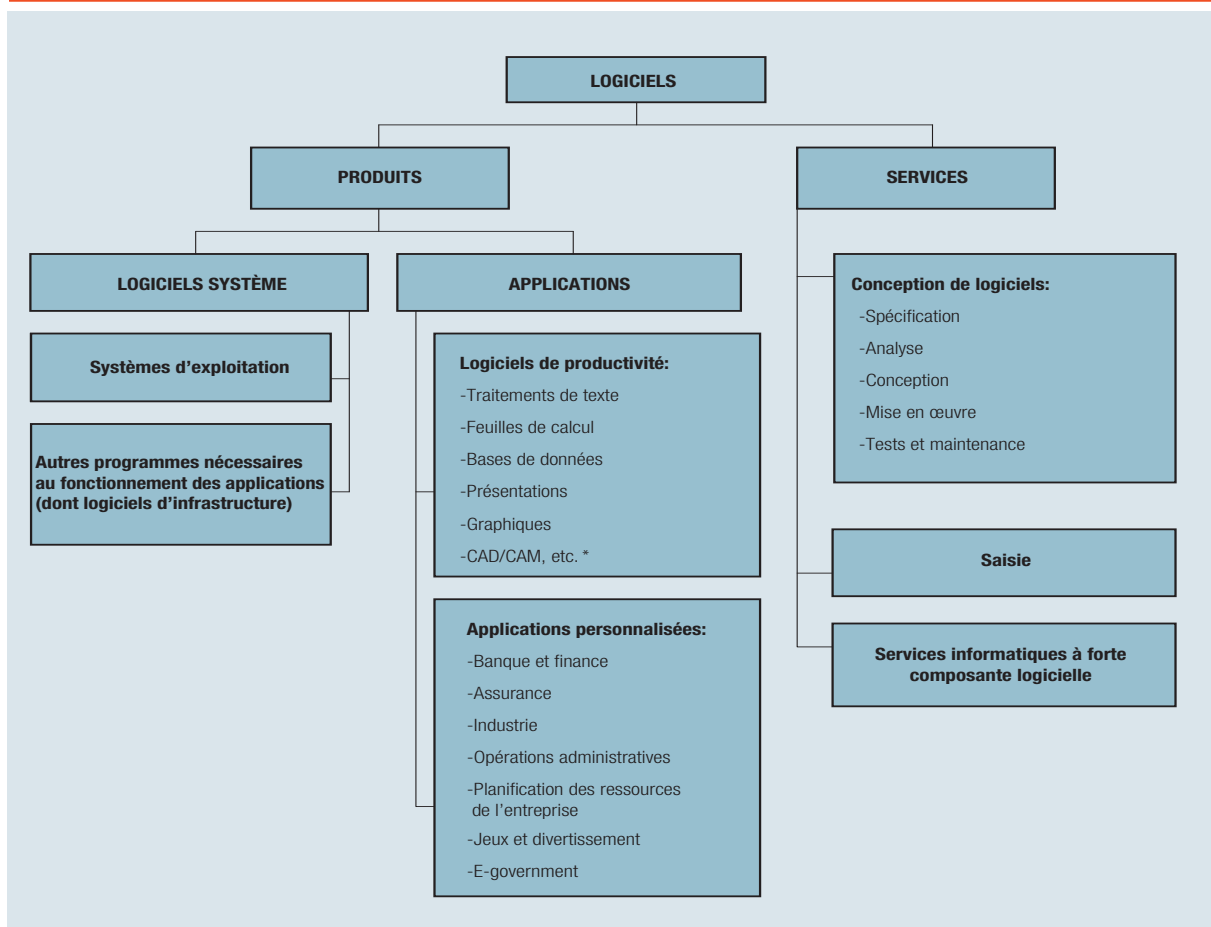 LOGICIELS
PRODUITS
SERVICES
LOGICIELS SYSTÈME
APPLICATIONS
Systèmes d'exploitation
Autres programmes nécessaires
au fonctionnement des applications
(dont logiciels d'infrastructure)
Logiciels de productivité:
-Traitements de texte
-Feuilles de calcul
-Bases de données
-Présentations
-Graphiques
-CAD/CAM, etc. *
Applications personnalisées:
-Banque et finance
-Assurance
-Industrie
-Opérations administratives
-Planification des ressources
de l'entreprise
-Jeux et divertissement
-E-government
Conception de logiciels:
-Spécification
-Analyse
-Conception
-Mise en œuvre
-Tests et maintenance
Saisie
Services informatiques à forte
composante logicielle